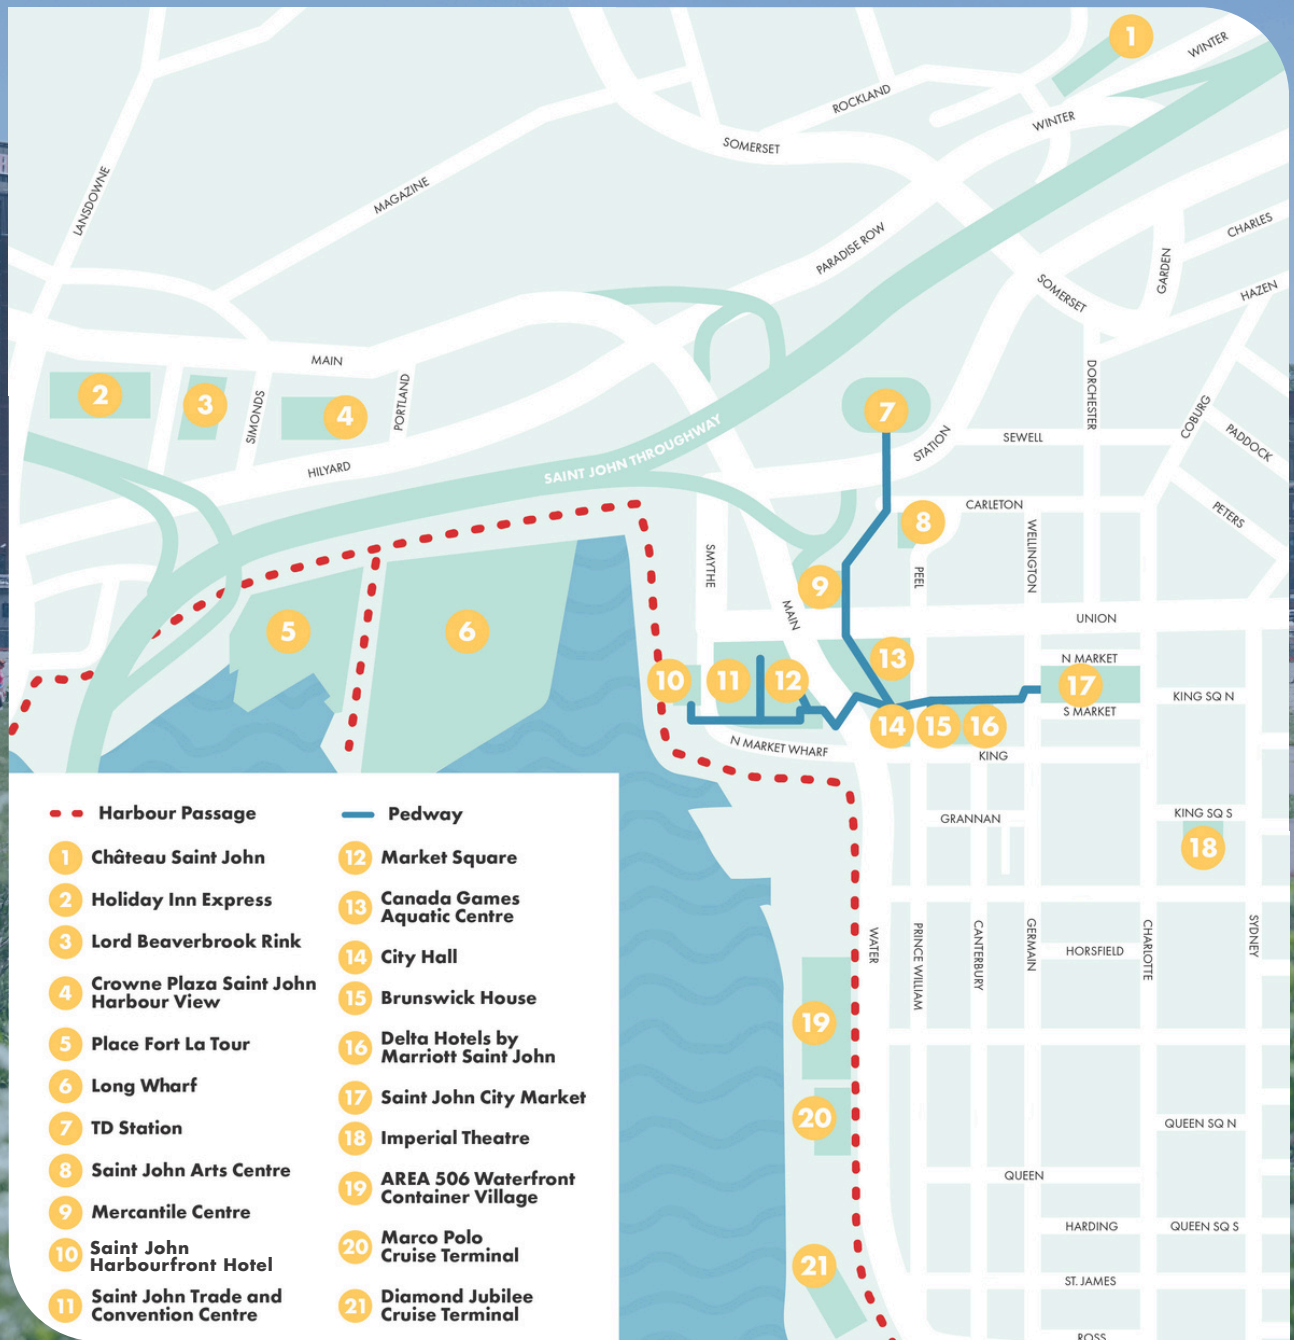 1
WINTER
ROCKLAND
WINTER
SOMERSET
LANSDOWNE
MAGAZINE
PARADISE ROW
CHARLES
GARDEN
SOMERSET
HAZEN
MAIN
2
3
4
SIMONDS
PORTLAND
HILYARD
7
DORCHESTER
COBURG
SAINT JOHN THROUGHWAY
STATION
SEWELL
PADDOCK
CARLETON
PETERS
8
SMYTHE
PEEL
WELLINGTON
9
MAIN
UNION
5
6
13
N MARKET
10
11
12
17
KING SQ N
S MARKET
14
15
16
N MARKET WHARF
KING
GRANNAN
KING SQ S
18
WATER
PRINCE WILLIAM
CANTERBURY
GERMAIN
HORSFIELD
CHARLOTTE
SYDNEY
19
20
QUEEN SQ N
QUEEN
HARDING
QUEEN SQ S
21
ST. JAMES
ROSS
Harbour Passage
1 Château Saint John
2 Holiday Inn Express
3 Lord Beaverbrook Rink
4 Crowne Plaza Saint John
Harbour View
5 Place Fort La Tour
6 Long Wharf
7 TD Station
8 Saint John Arts Centre
9 Mercantile Centre
10 Saint John
Harbourfront Hotel
11 Saint John Trade and
Convention Centre
Pedway
12 Market Square
13 Canada Games
Aquatic Centre
14 City Hall
15 Brunswick House
16 Delta Hotels by
Marriott Saint John
17 Saint John City Market
18 Imperial Theatre
19 AREA 506 Waterfront
Container Village
20 Marco Polo
Cruise Terminal
21 Diamond Jubilee
Cruise Terminal